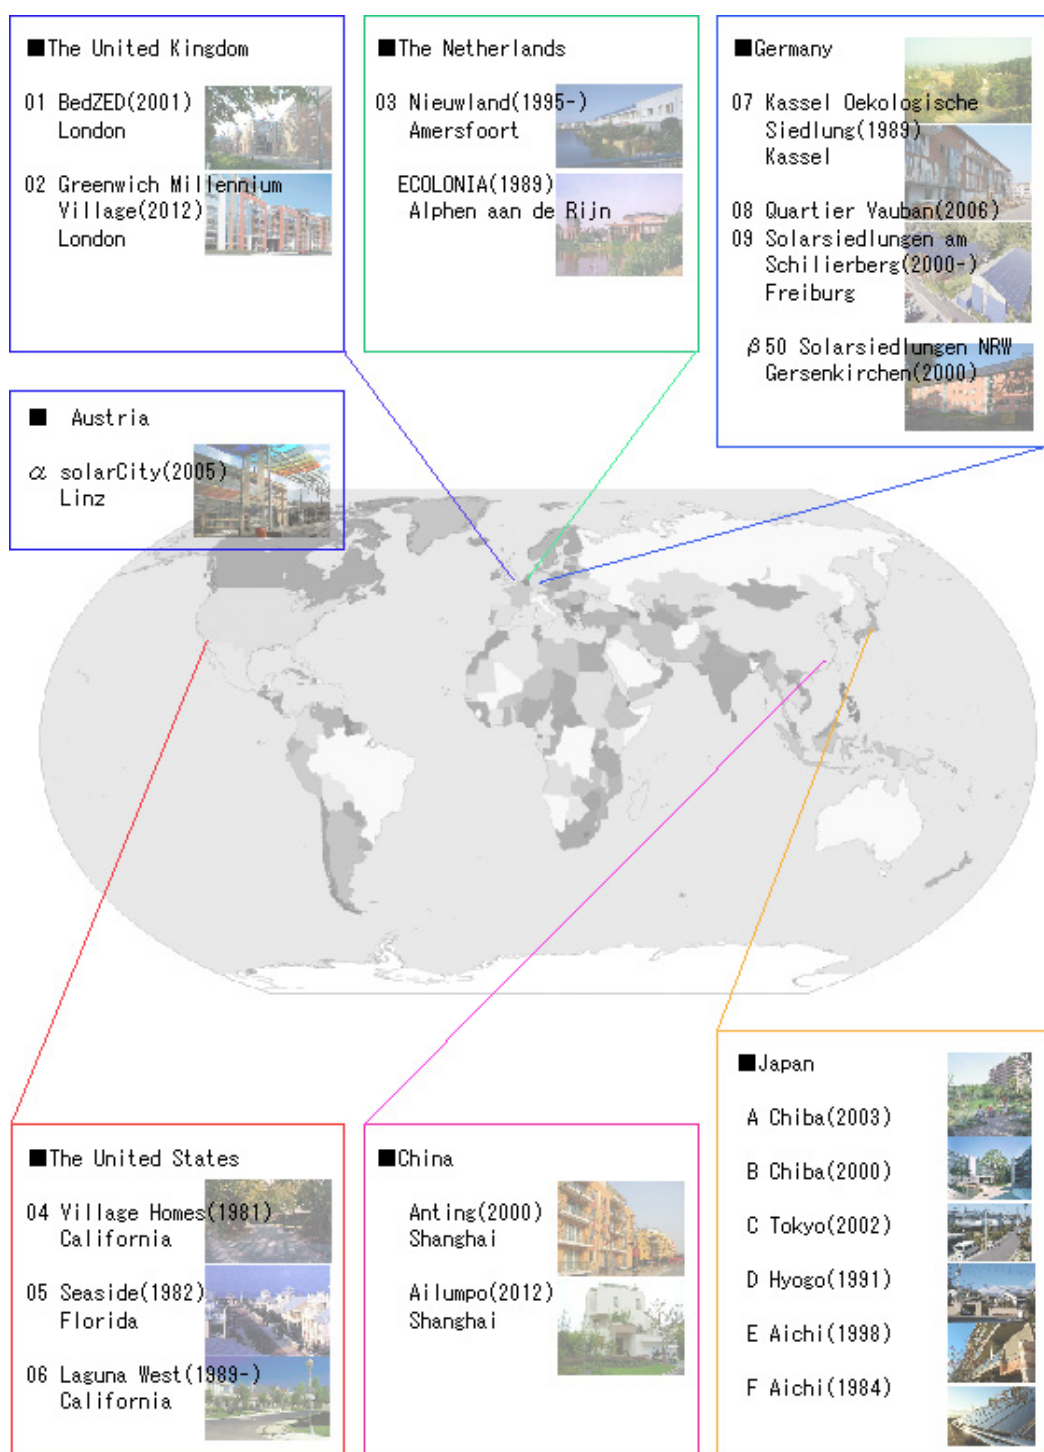 ■The United Kingdom
01 BedZED(2001)
London
02 Greenwich Millennium
Village(2012)
London
■The Netherlands
03 Nieuwland(1995-)
Amersfoort
ECOLONIA(1989)
Alphen aan de Rijn
■Germany
07 Kassel Oekologische
Siedlung(1989)
Kassel
08 Quartier Vauban(2006)
09 Solarsiedlungen am
Schilierberg(2000-)
Freiburg
β50 Solarsiedlungen NRW
Gersenkirchen(2000)
■ Austria
α solarCity(2005)
Linz
■The United States
04 Village Homes(1981)
California
05 Seaside(1982)
Florida
06 Laguna West(1989-)
California
■China
Anting(2000)
Shanghai
Ailumpo(2012)
Shanghai
■Japan
A Chiba(2003)
B Chiba(2000)
C Tokyo(2002)
D Hyogo(1991)
E Aichi(1998)
F Aichi(1984)